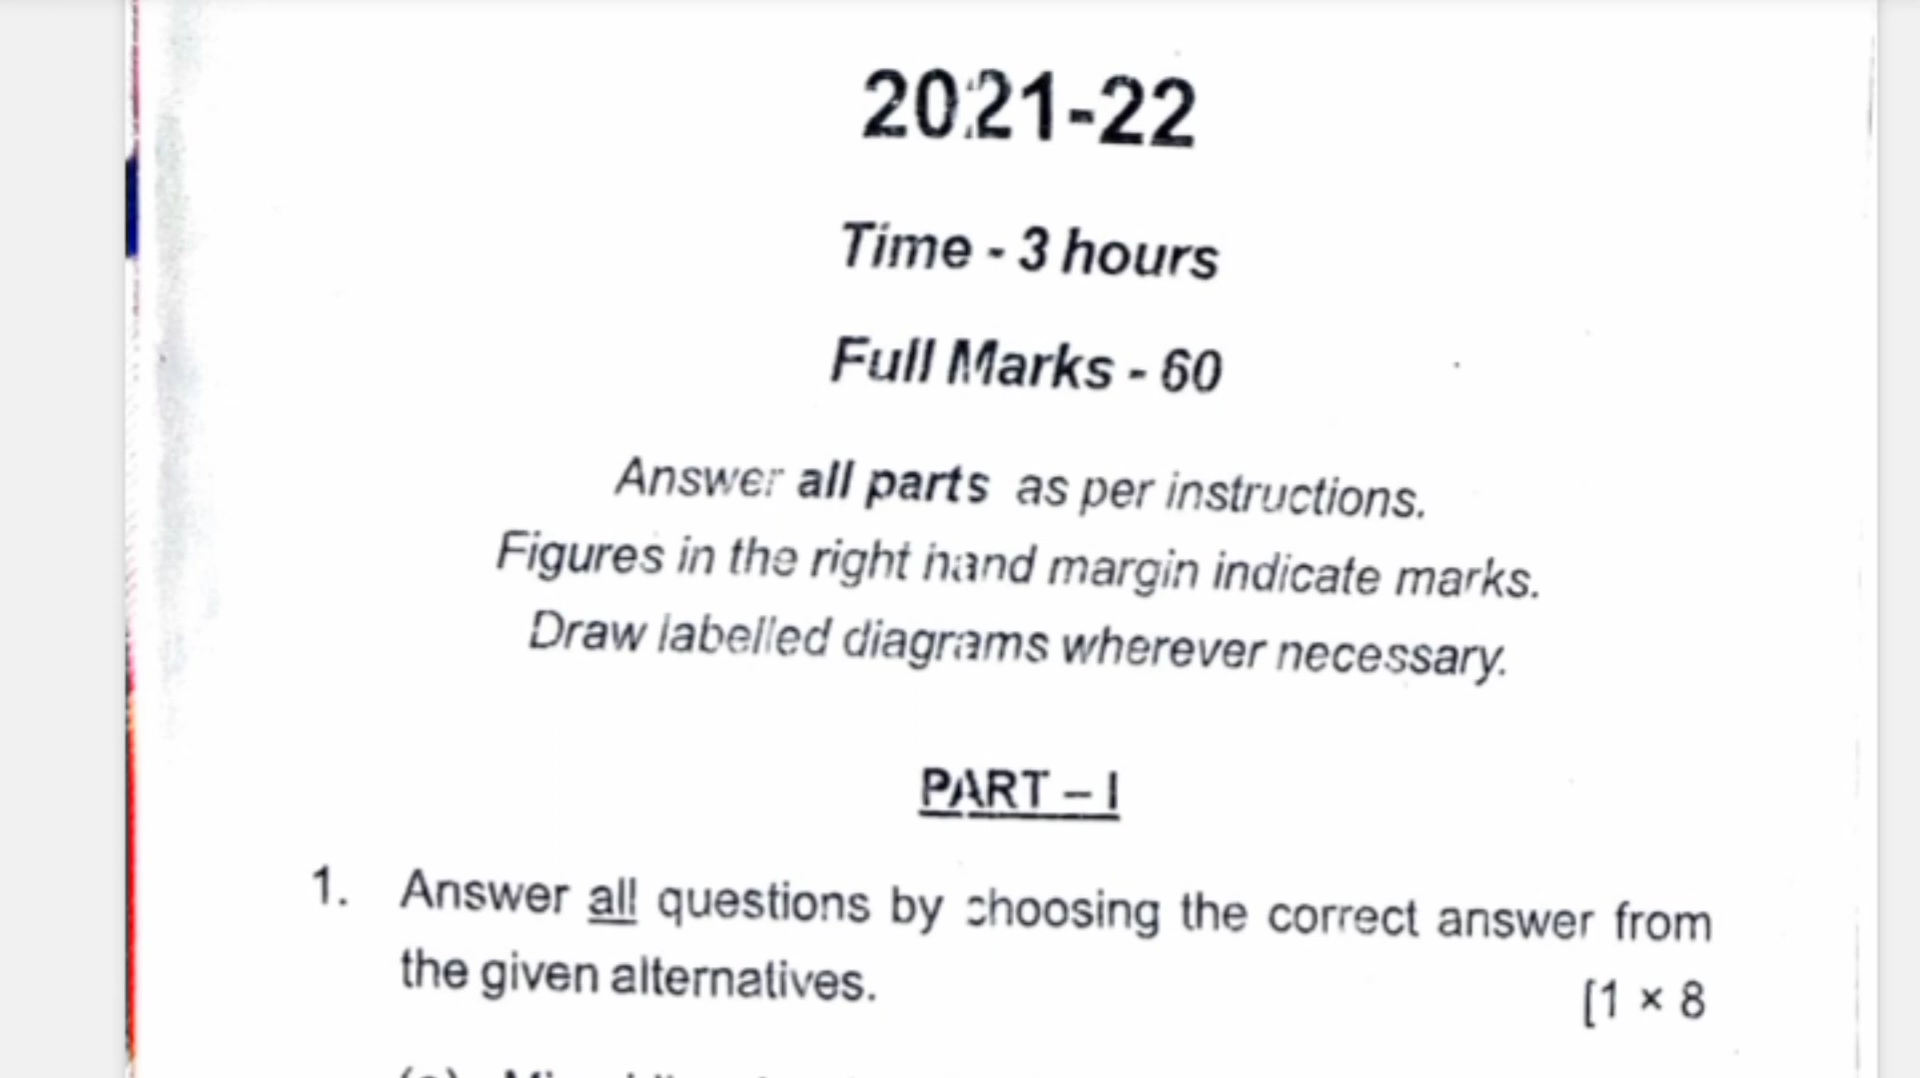 2021-22
Time - 3 hours
Full Marks - 60
Answer all parts as per instructions.
Figures in the right hand margin indicate marks.
Draw labelled diagrams wherever necessary.
PART – I
1. Answer all questions by choosing the correct answer from
the given alternatives.
[1 × 8